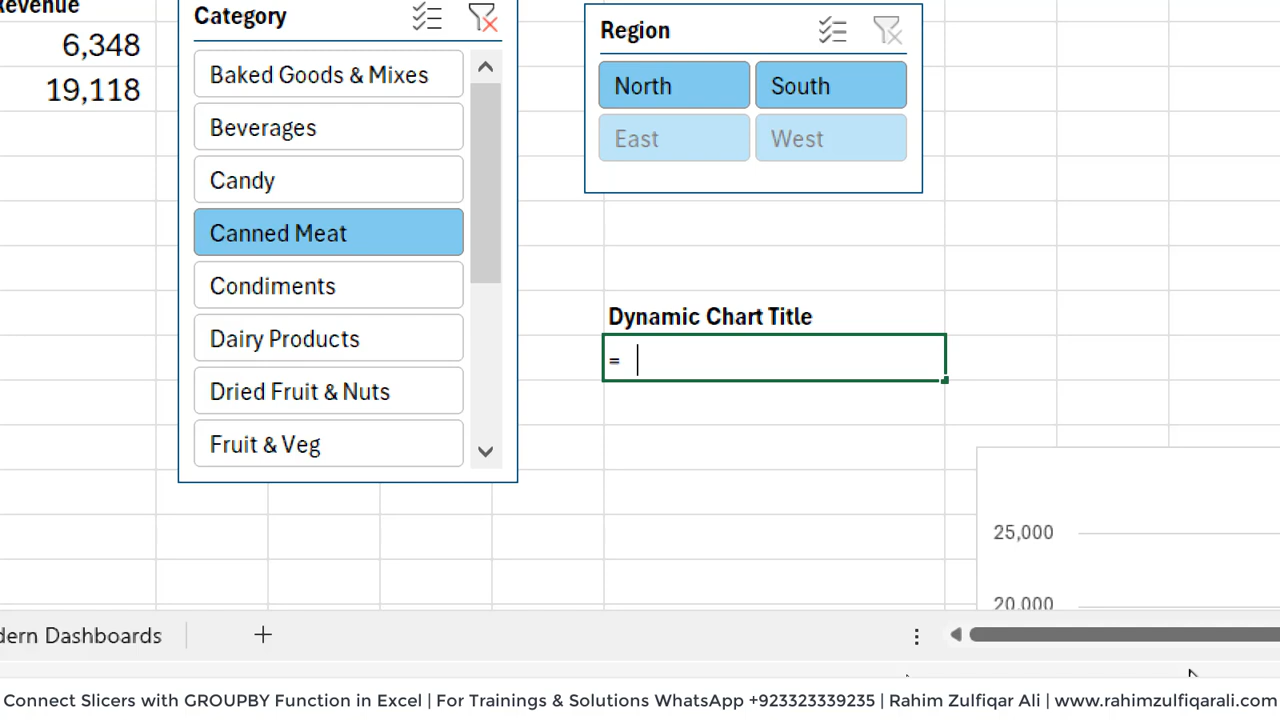 Revenue
6,348
19,118
Category
Baked Goods & Mixes
Beverages
Candy
Canned Meat
Condiments
Dairy Products
Dried Fruit & Nuts
Fruit & Veg
Region
North
South
East
West
Dynamic Chart Title
=
25,000
20,000
dern Dashboards
Connect Slicers with GROUPBY Function in Excel | For Trainings & Solutions WhatsApp +923323339235 | Rahim Zulfiqar Ali | www.rahimzulfiqarali.com